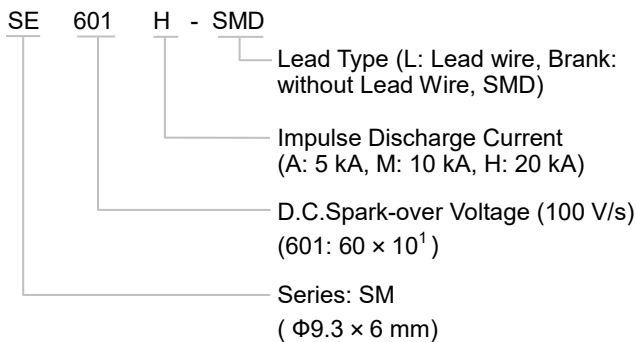 SE 601 H - SMD
Lead Type (L: Lead wire, Brank:
without Lead Wire, SMD)
Impulse Discharge Current
(A: 5 kA, M: 10 kA, H: 20 kA)
D.C.Spark-over Voltage (100 V/s)
(601: 60 × 10¹ )
Series: SM
( Φ9.3 × 6 mm)